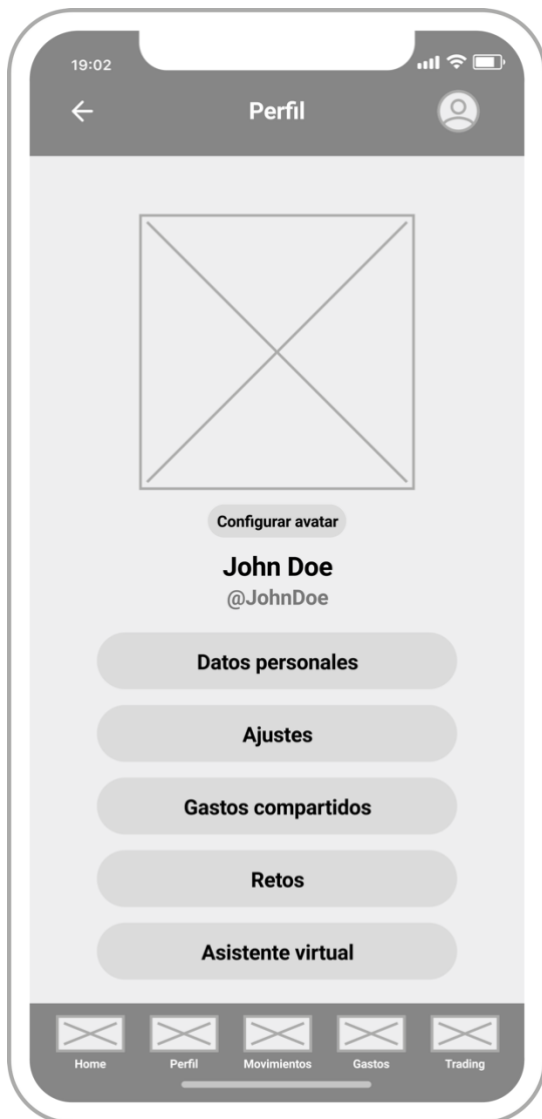 19:02
Perfil
Configurar avatar
John Doe
@JohnDoe
Datos personales
Ajustes
Gastos compartidos
Retos
Asistente virtual
Home Perfil Movimientos Gastos Trading